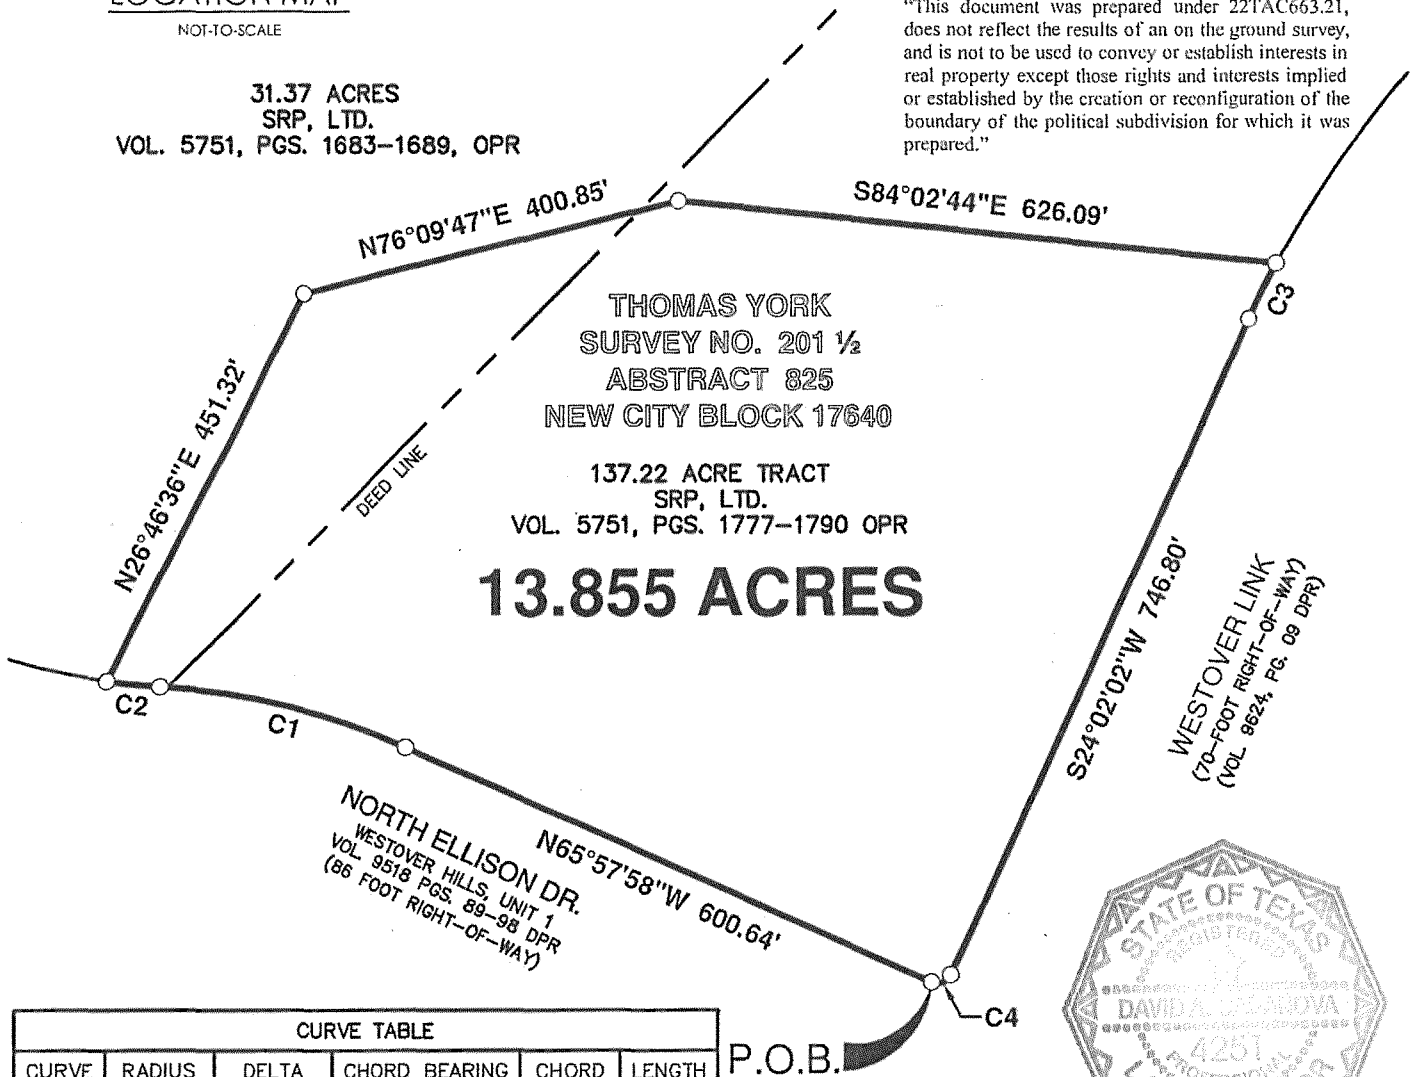 LOCATION MAP
NOT-TO-SCALE
"This document was prepared under 22TAC663.21,
does not reflect the results of an on the ground survey,
and is not to be used to convey or establish interests in
real property except those rights and interests implied
or established by the creation or reconfiguration of the
boundary of the political subdivision for which it was
prepared."
31.37 ACRES
SRP, LTD.
VOL. 5751, PGS. 1683-1689, OPR
N76°09'47"E 400.85'
S84°02'44"E 626.09'
C3
THOMAS YORK
SURVEY NO. 201 ½
ABSTRACT 825
NEW CITY BLOCK 17640
N26°46'36"E 451.32'
DEED LINE
137.22 ACRE TRACT
SRP, LTD.
VOL. 5751, PGS. 1777-1790 OPR
13.855 ACRES
S24°02'02"W 746.80'
WESTOVER LINK
(70-FOOT RIGHT-OF-WAY)
(VOL. 9624, PG. 09 DPR)
C2
C1
NORTH ELLISON DR.
WESTOVER HILLS, UNIT 1
VOL. 9518 PGS. 89-98 DPR
(86 FOOT RIGHT-OF-WAY)
N65°57'58"W 600.64'
C4
P.O.B.
STATE OF TEXAS
REGISTERED
DAVID A.
4251
PROFESSIONAL
CURVE TABLE
CURVE RADIUS DELTA CHORD BEARING CHORD LENGTH